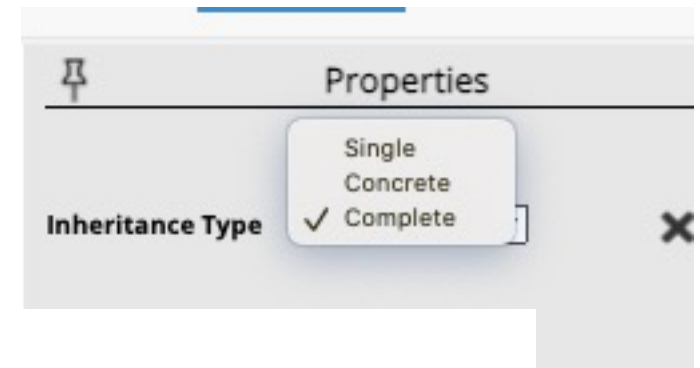 Properties
Single
Concrete
Inheritance Type ✓ Complete